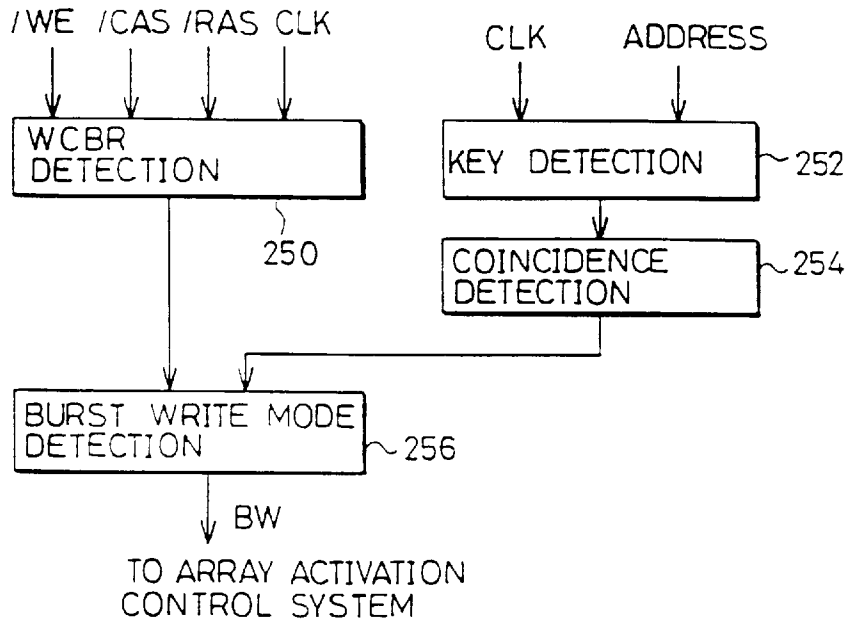 /WE /CAS /RAS CLK
CLK ADDRESS
WCBR
DETECTION
250
KEY DETECTION
252
COINCIDENCE
DETECTION
254
BURST WRITE MODE
DETECTION
256
BW
TO ARRAY ACTIVATION
CONTROL SYSTEM